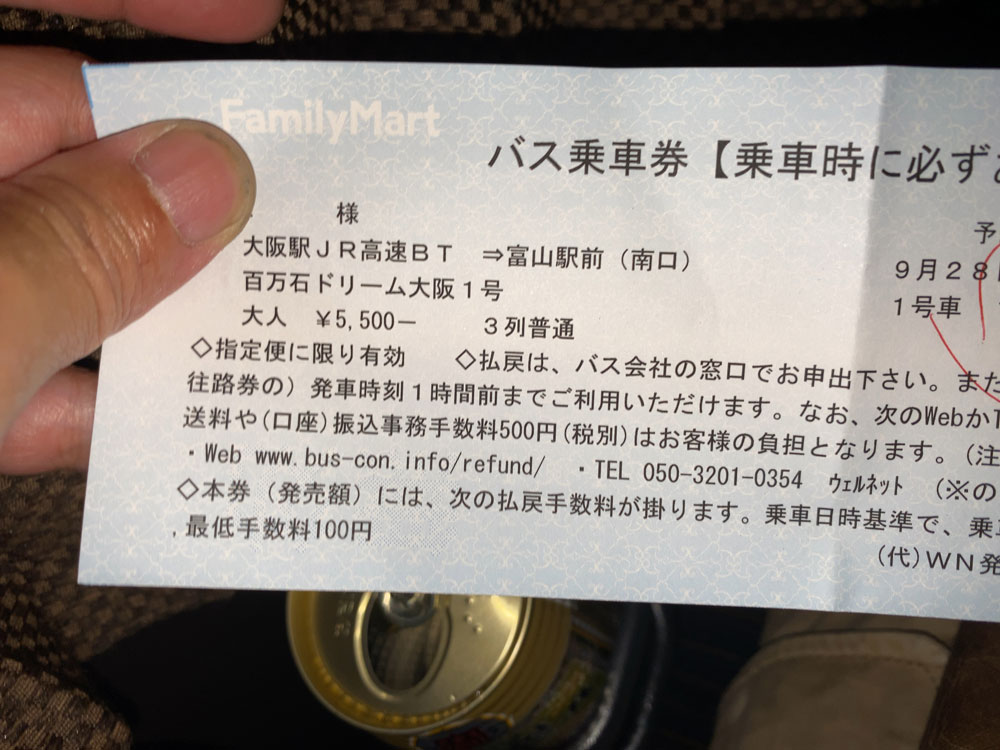 FamilyMart
バス乗車券【乗車時に必ず
様
予
大阪駅ＪＲ高速ＢＴ ⇒富山駅前（南口）
９月２８
百万石ドリーム大阪１号
１号車
大人 ￥5,500－ ３列普通
◇指定便に限り有効 ◇払戻は、バス会社の窓口でお申出下さい。また
往路券の）発車時刻１時間前までご利用いただけます。なお、次のWebか
送料や(口座)振込事務手数料500円(税別)はお客様の負担となります。(注
・Web www.bus-con.info/refund/ ・TEL 050-3201-0354 ｳｪﾙﾈｯﾄ （※の
◇本券（発売額）には、次の払戻手数料が掛ります。乗車日時基準で、乗
,最低手数料100円
(代)ＷＮ発